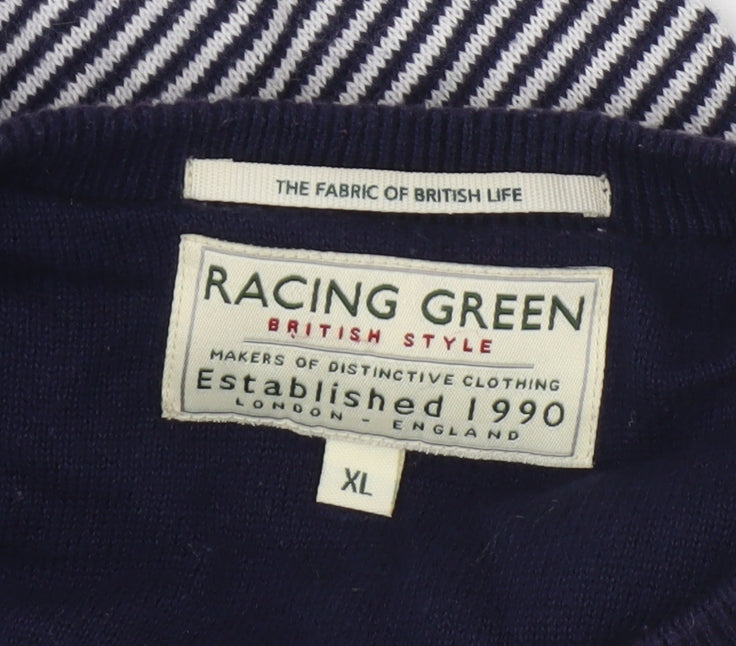 THE FABRIC OF BRITISH LIFE
RACING GREEN
BRITISH STYLE
MAKERS OF DISTINCTIVE CLOTHING
Established 1990
LONDON - ENGLAND
XL